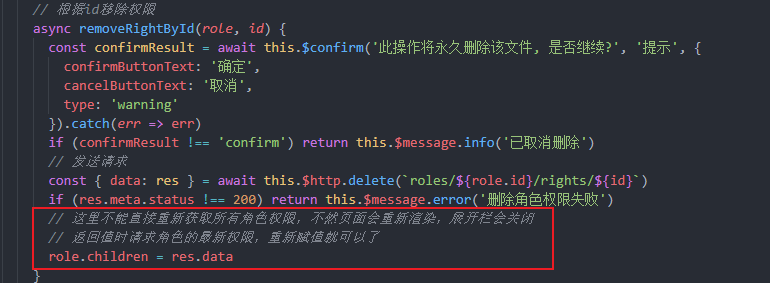 // 根据id移除权限
async removeRightById(role, id) {
const confirmResult = await this.$confirm('此操作将永久删除该文件, 是否继续?', '提示', {
confirmButtonText: '确定',
cancelButtonText: '取消',
type: 'warning'
}).catch(err => err)
if (confirmResult !== 'confirm') return this.$message.info('已取消删除')
// 发送请求
const { data: res } = await this.$http.delete(`roles/${role.id}/rights/${id}`)
if (res.meta.status !== 200) return this.$message.error('删除角色权限失败')
// 这里不能直接重新获取所有角色权限，不然页面会重新渲染，展开栏会关闭
// 返回值时请求角色的最新权限，重新赋值就可以了
role.children = res.data
}